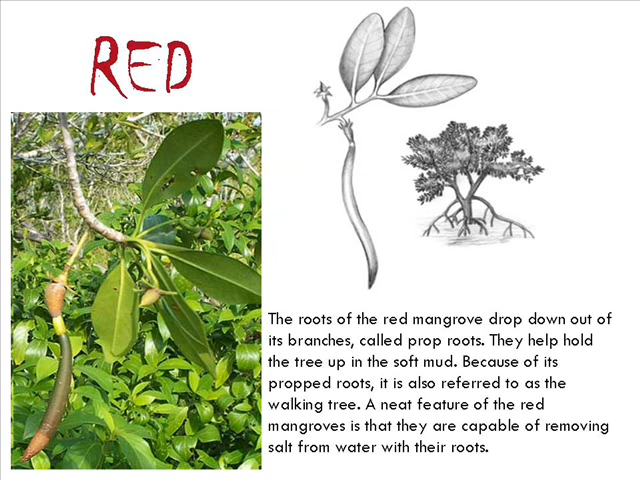 RED
The roots of the red mangrove drop down out of
its branches, called prop roots. They help hold
the tree up in the soft mud. Because of its
propped roots, it is also referred to as the
walking tree. A neat feature of the red
mangroves is that they are capable of removing
salt from water with their roots.